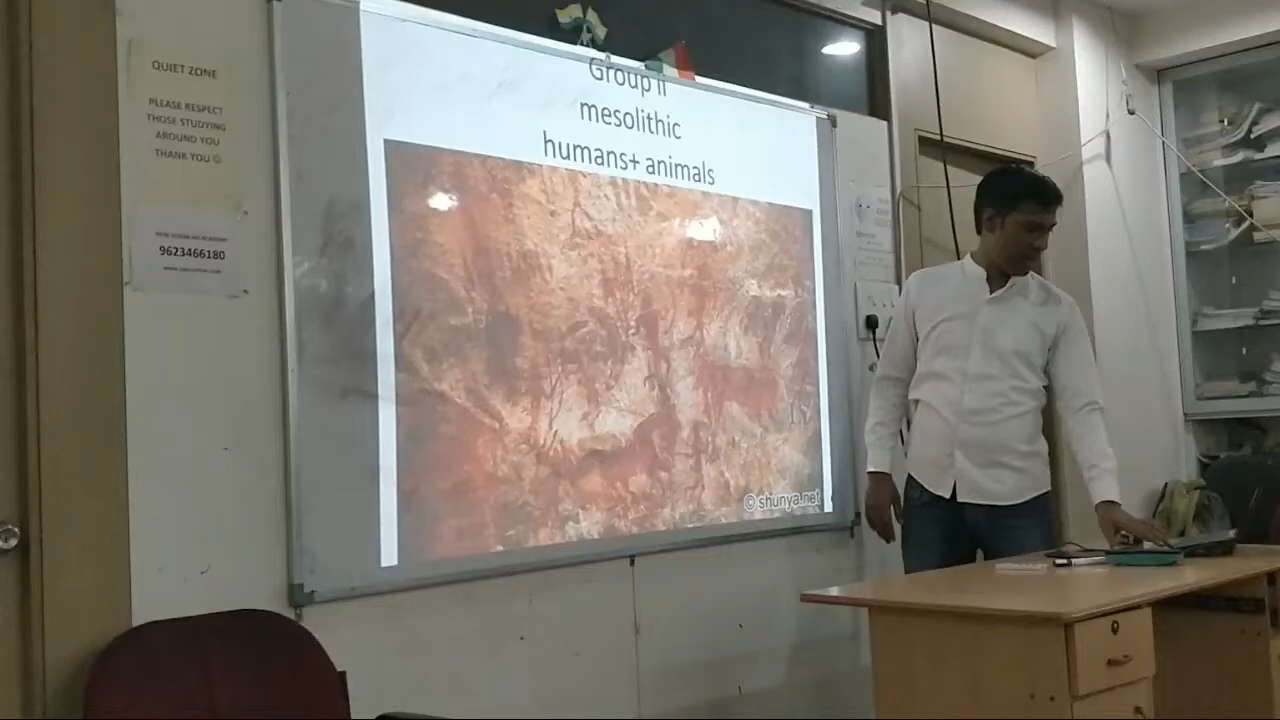 QUIET ZONE
PLEASE RESPECT
THOSE STUDYING
AROUND YOU
THANK YOU ☺
9623466180
Group II
mesolithic
humans+ animals
© shunya.net